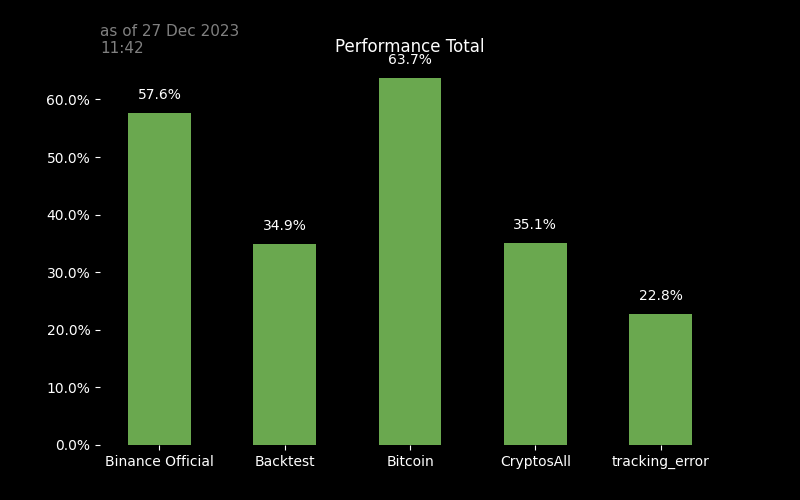 as of 27 Dec 2023
11:42
Performance Total
63.7%
57.6%
60.0%
50.0%
34.9%
35.1%
40.0%
30.0%
22.8%
20.0%
10.0%
0.0%
Binance Official
Backtest
Bitcoin
CryptosAll
tracking_error